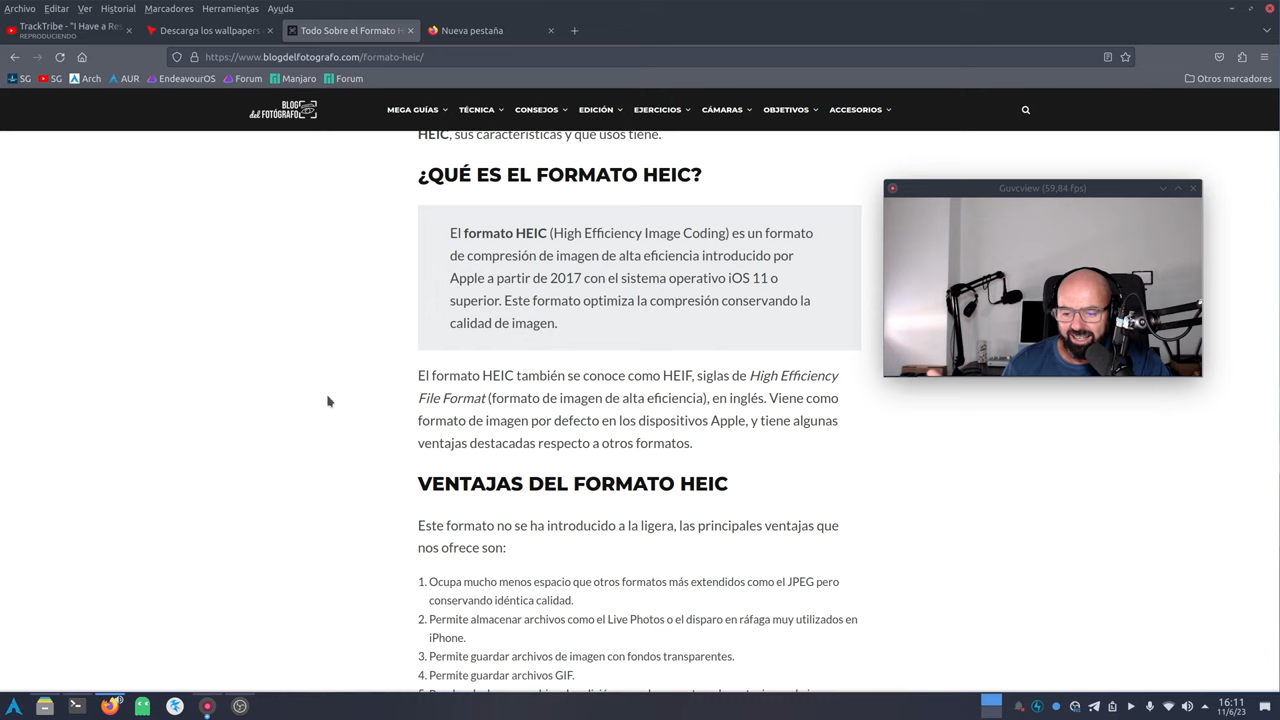 Archivo Editar Ver Historial Marcadores Herramientas Ayuda
TrackTribe - "I Have a Res
REPRODUCIENDO
Descarga los wallpapers
Todo Sobre el Formato H
Nueva pestaña
https://www.blogdelfotografo.com/formato-heic/
SG SG Arch AUR EndeavourOS Forum Manjaro Forum Otros marcadores
BLOG
del FOTÓGRAFO
MEGA GUÍAS TÉCNICA CONSEJOS EDICIÓN EJERCICIOS CÁMARAS OBJETIVOS ACCESORIOS
HEIC, sus características y que usos tiene.
¿QUÉ ES EL FORMATO HEIC?
El formato HEIC (High Efficiency Image Coding) es un formato
de compresión de imagen de alta eficiencia introducido por
Apple a partir de 2017 con el sistema operativo iOS 11 o
superior. Este formato optimiza la compresión conservando la
calidad de imagen.
Guvcview (59,84 fps)
El formato HEIC también se conoce como HEIF, siglas de High Efficiency
File Format (formato de imagen de alta eficiencia), en inglés. Viene como
formato de imagen por defecto en los dispositivos Apple, y tiene algunas
ventajas destacadas respecto a otros formatos.
VENTAJAS DEL FORMATO HEIC
Este formato no se ha introducido a la ligera, las principales ventajas que
nos ofrece son:
1. Ocupa mucho menos espacio que otros formatos más extendidos como el JPEG pero
conservando idéntica calidad.
2. Permite almacenar archivos como el Live Photos o el disparo en ráfaga muy utilizados en
iPhone.
3. Permite guardar archivos de imagen con fondos transparentes.
4. Permite guardar archivos GIF.
16:11
11/6/23